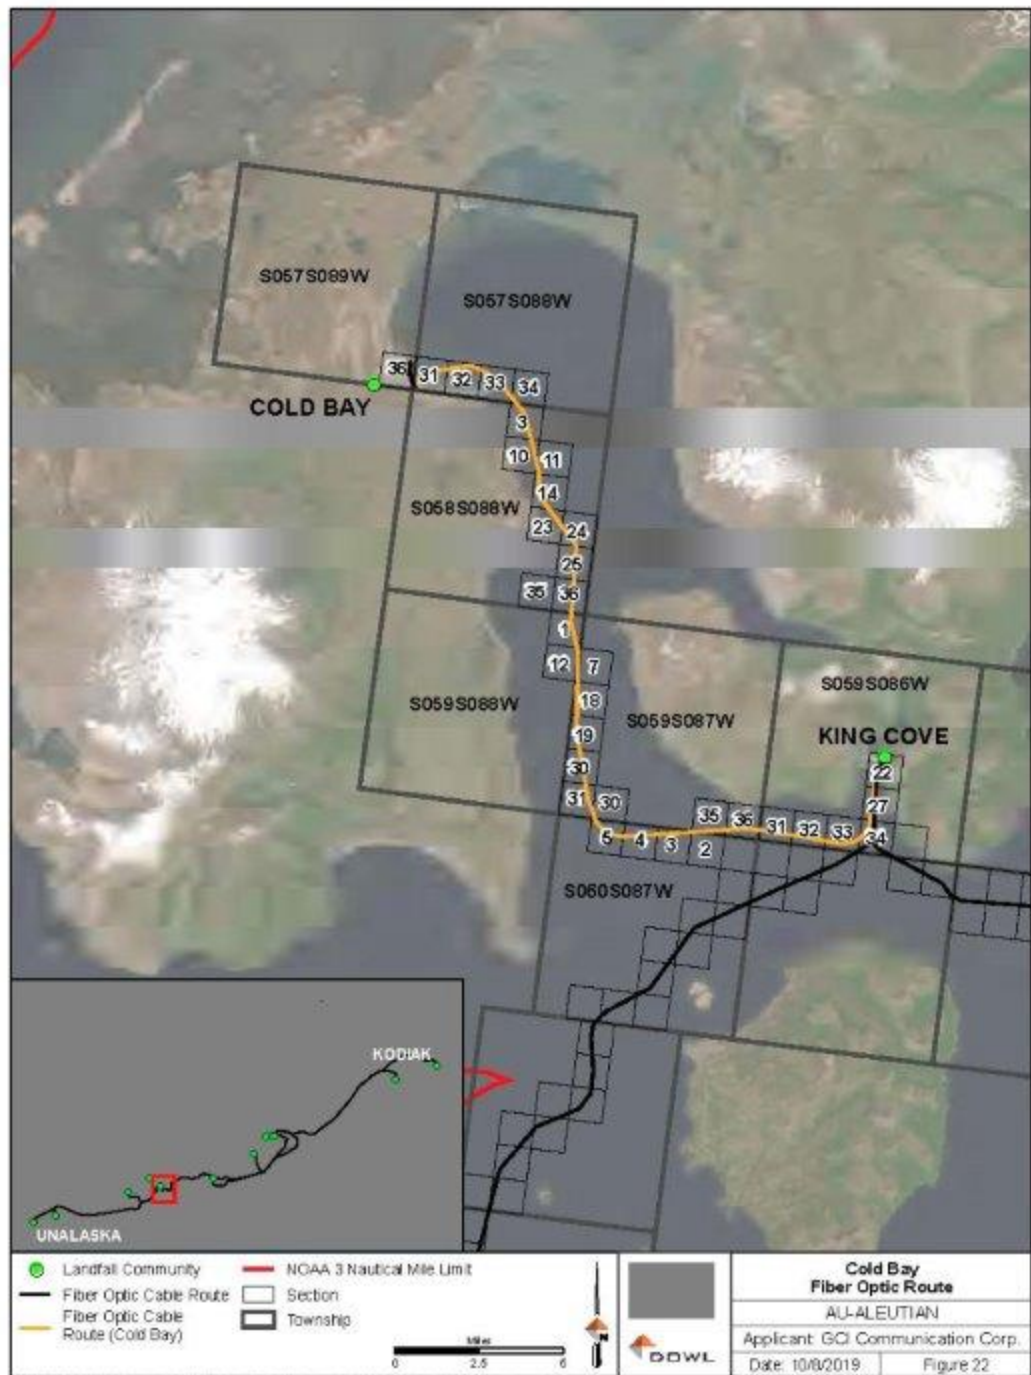 S057S089W
S057S088W
36
31
32
33
34
COLD BAY
3
10
11
14
S058S088W
23
24
25
35
36
1
12
7
S059S086W
18
S059S088W
S059S087W
19
KING COVE
30
22
31
30
27
35
36
31
32
33
34
5
4
3
2
S060S087W
KODIAK
UNALASKA
Landfall Community
Fiber Optic Cable Route
Fiber Optic Cable
Route (Cold Bay)
NOAA 3 Nautical Mile Limit
Section
Township
Miles
0 2.5 6
N
DOWL
Cold Bay
Fiber Optic Route
AU-ALEUTIAN
Applicant: GCI Communication Corp.
Date: 10/8/2019
Figure 22